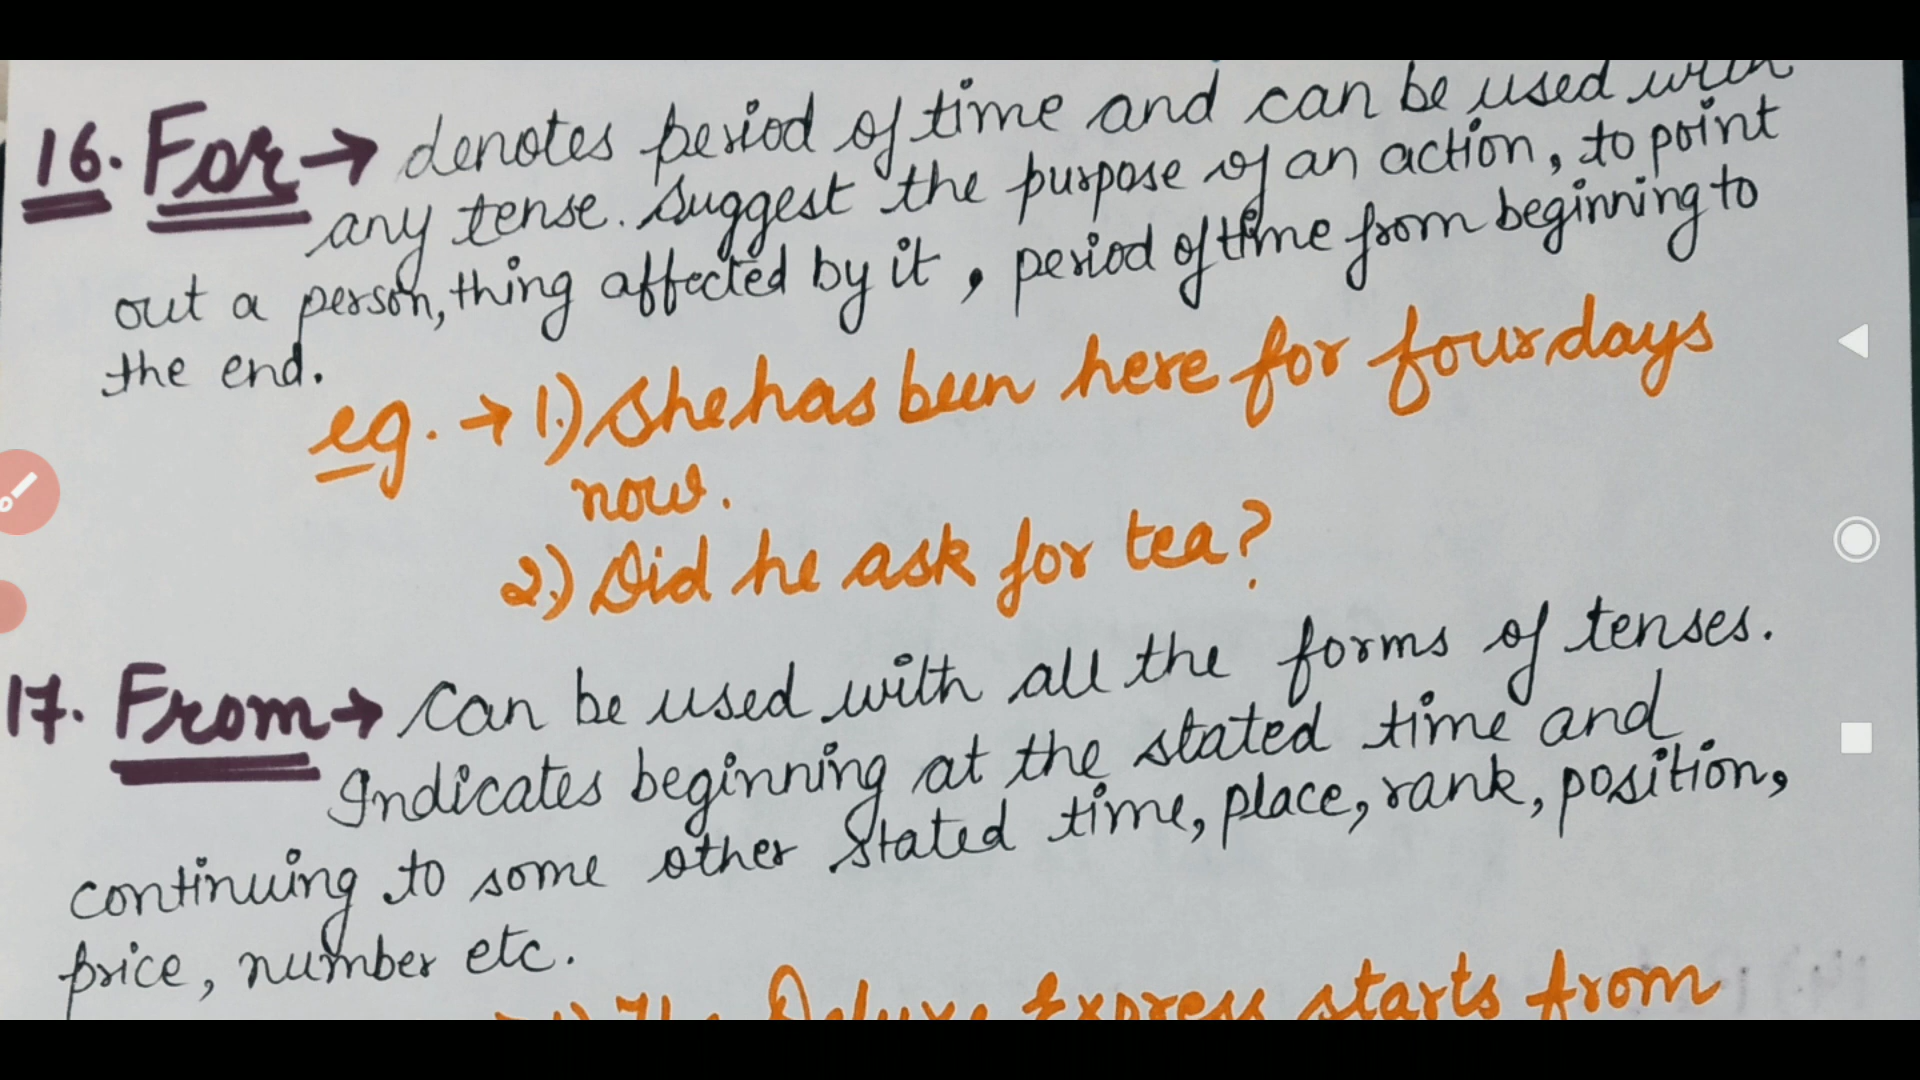 16. For → denotes period of time and can be used with
any tense. Suggest the purpose of an action, to point
out a person, thing affected by it, period of time from beginning to
the end.
eg. → 1.) She has been here for four days
now.
2.) Did he ask for tea?
17. From → Can be used with all the forms of tenses.
Indicates beginning at the stated time and
continuing to some other stated time, place, rank, position,
price, number etc.
→ 1.) The Deluxe Express starts from